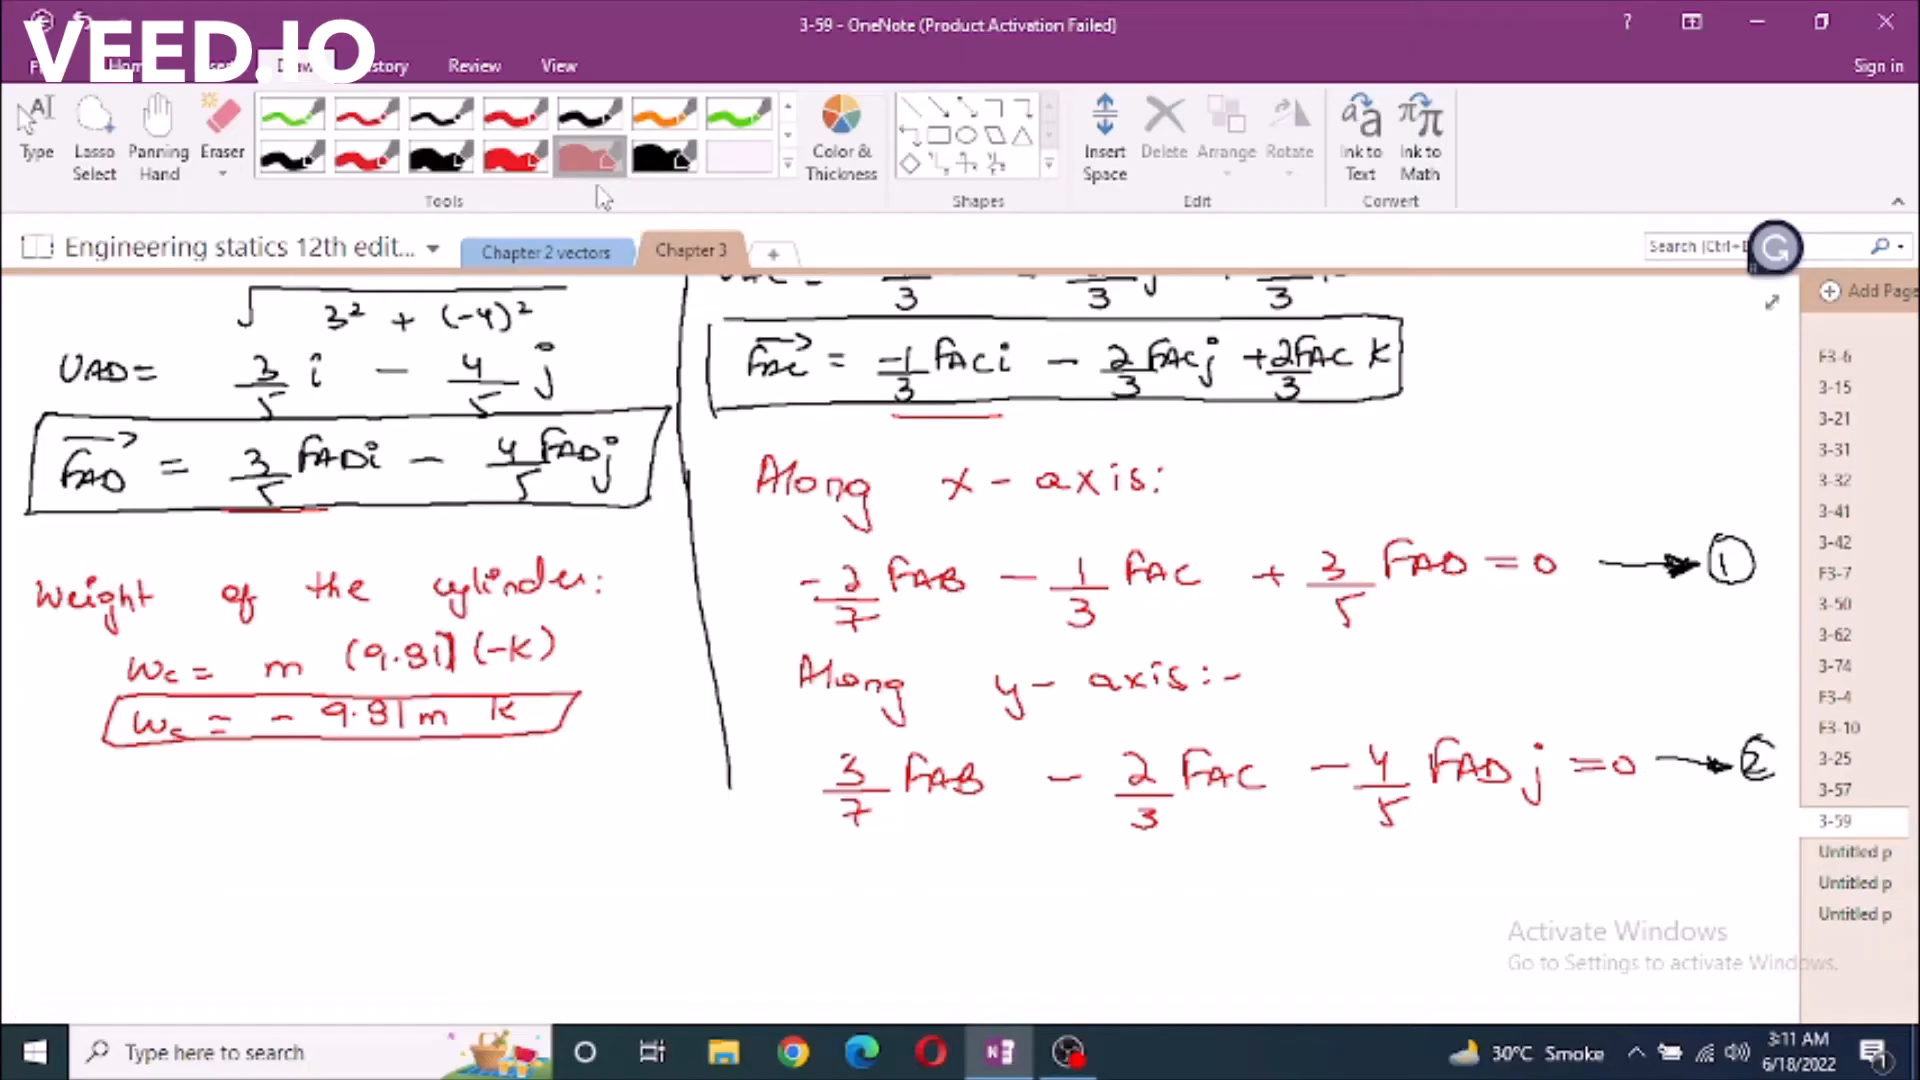 3-59 - OneNote (Product Activation Failed)
VEED.IO
Review
View
Sign in
Type
Lasso Select
Panning Hand
Eraser
Color & Thickness
Insert Space
Delete
Arrange
Rotate
Ink to Text
Ink to Math
Tools
Shapes
Edit
Convert
Engineering statics 12th edit...
Chapter 2 vectors
Chapter 3
+
Add Page
√ 3² + (-4)²
UAD = 3/5 i - 4/5 j
FAD = 3/5 FAD i - 4/5 FAD j
Weight of the cylinder:
Wc = m (9.81) (-k)
Wc = - 9.81 m k
FAC = -1/3 FAC i - 2/3 FAC j + 2/3 FAC k
Along x - axis:
-2/7 FAB - 1/3 FAC + 3/5 FAD = 0 → 1
Along y - axis:-
3/7 FAB - 2/3 FAC - 4/5 FAD j = 0 → 2
F3-6
3-15
3-21
3-31
3-32
3-41
3-42
F3-7
3-50
3-62
3-74
F3-4
F3-10
3-25
3-57
3-59
Untitled p
Untitled p
Untitled p
Activate Windows
Go to Settings to activate Windows.
Type here to search
30°C Smoke
3:11 AM
6/18/2022